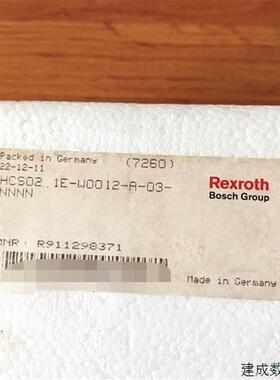 Packed in Germany (7260)
22-12-11
HCS02.1E-W0012-A-03-
NNNN
Rexroth
Bosch Group
MNR: R911298371
Made in Germany
建成数